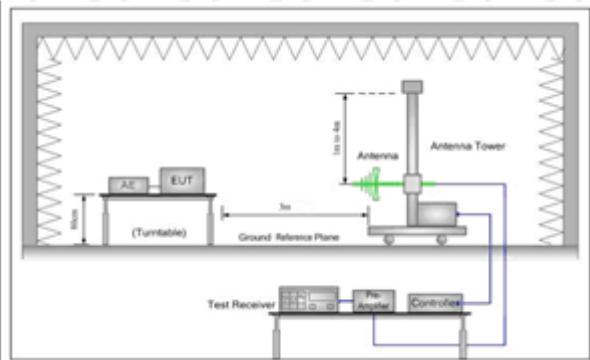 AE
EUT
(Turntable)
80cm
3m
Ground Reference Plane
1m to 4m
Antenna
Antenna Tower
Test Receiver
Pre-
Amplifier
Controller